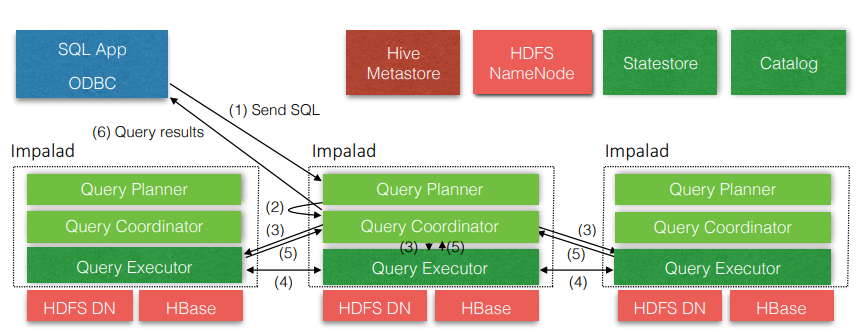 SQL App
ODBC
Hive
Metastore
HDFS
NameNode
Statestore
Catalog
(1) Send SQL
(6) Query results
Impalad
Impalad
Impalad
Query Planner
Query Coordinator
Query Executor
HDFS DN
HBase
(2)
(3)
(5)
(4)
Query Planner
Query Coordinator
(3)
(5)
Query Executor
HDFS DN
HBase
(3)
(5)
(4)
Query Planner
Query Coordinator
Query Executor
HDFS DN
HBase